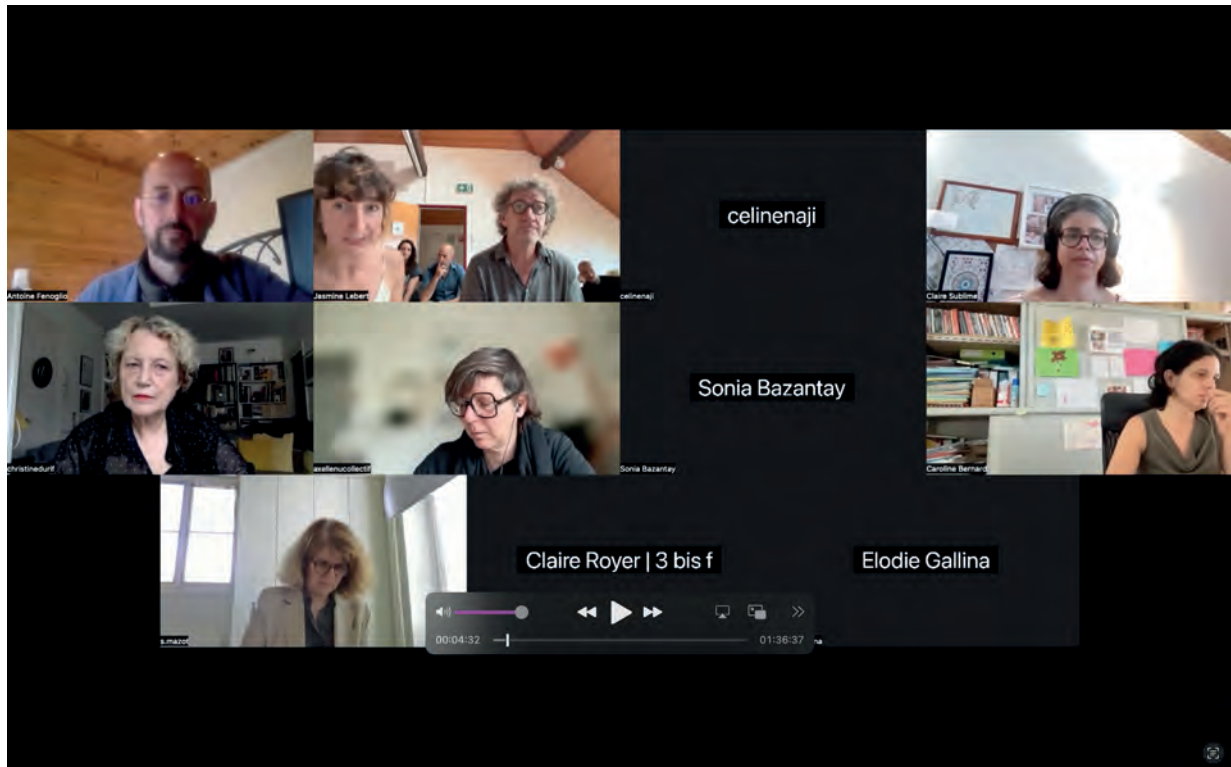 celinenaji
Antoine Fenoglio
Jasmine Lebert
celinenaji
Claire Sublime
Sonia Bazantay
christinedurif
axellenucollectif
Sonia Bazantay
Caroline Bernard
Claire Royer | 3 bis f
Elodie Gallina
s.mazot
na
00:04:32
01:36:37